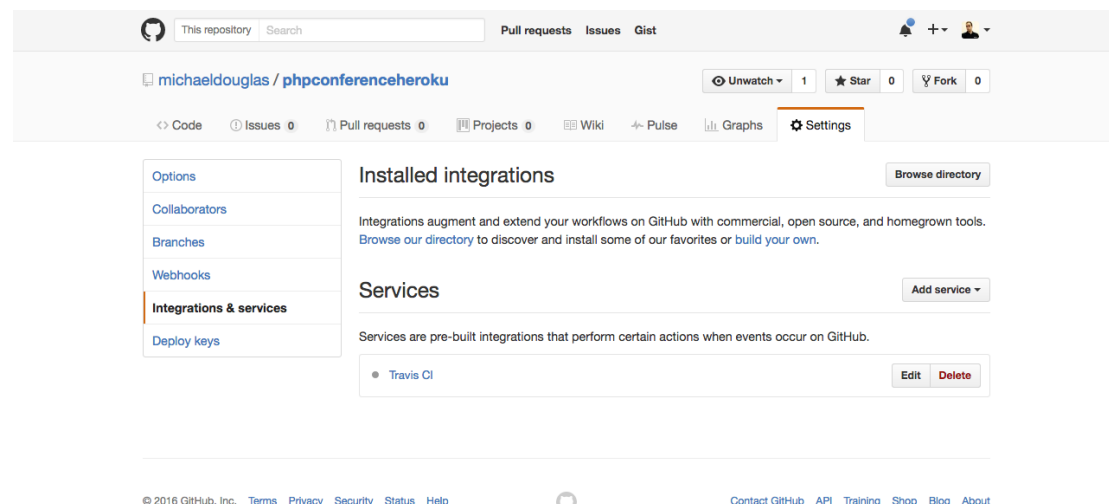 This repository Search Pull requests Issues Gist
michaeldouglas / phpconferenceheroku Unwatch 1 Star 0 Fork 0
Code Issues 0 Pull requests 0 Projects 0 Wiki Pulse Graphs Settings
Options
Collaborators
Branches
Webhooks
Integrations & services
Deploy keys
Installed integrations Browse directory
Integrations augment and extend your workflows on GitHub with commercial, open source, and homegrown tools.
Browse our directory to discover and install some of our favorites or build your own.
Services Add service
Services are pre-built integrations that perform certain actions when events occur on GitHub.
Travis CI Edit Delete
© 2016 GitHub, Inc. Terms Privacy Security Status Help Contact GitHub API Training Shop Blog About